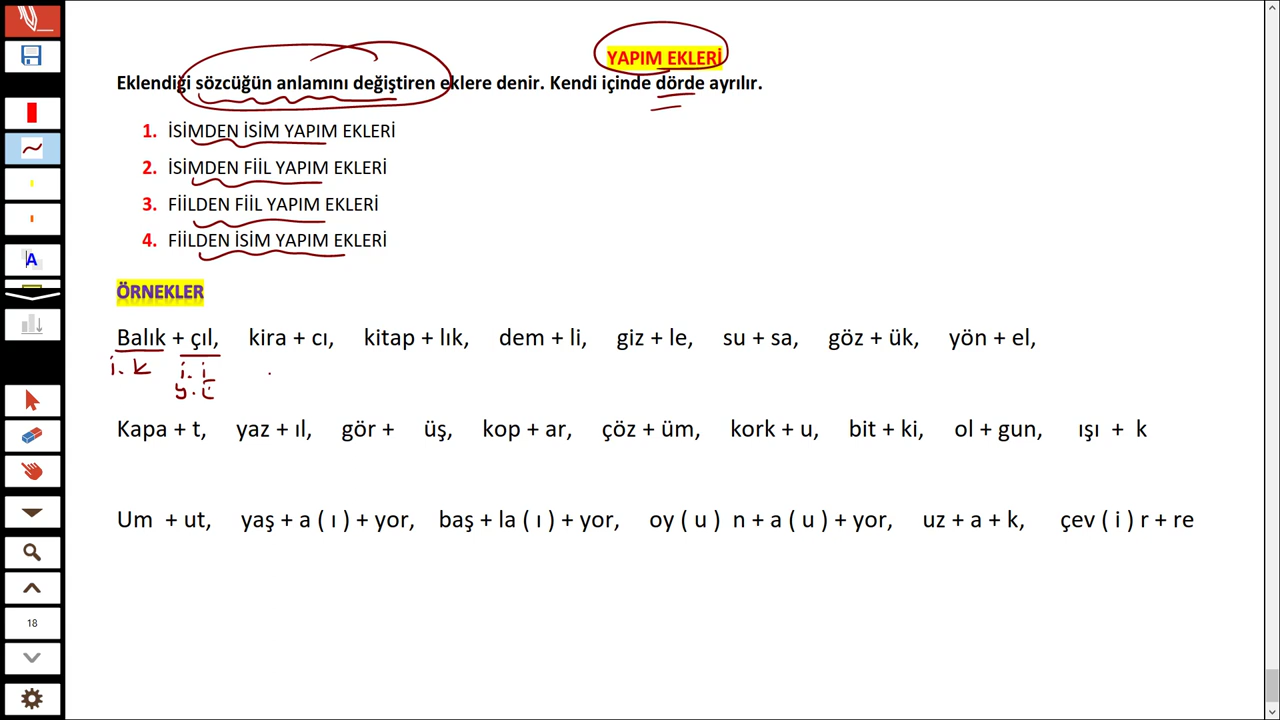 YAPIM EKLERİ
Eklendiği sözcüğün anlamını değiştiren eklere denir. Kendi içinde dörde ayrılır.
1. İSİMDEN İSİM YAPIM EKLERİ
2. İSİMDEN FİİL YAPIM EKLERİ
3. FİİLDEN FİİL YAPIM EKLERİ
4. FİİLDEN İSİM YAPIM EKLERİ
ÖRNEKLER
Balık + çıl, kira + cı, kitap + lık, dem + li, giz + le, su + sa, göz + ük, yön + el,
i. k i. i
y. E
Kapa + t, yaz + ıl, gör + üş, kop + ar, çöz + üm, kork + u, bit + ki, ol + gun, ışı + k
Um + ut, yaş + a ( ı ) + yor, baş + la ( ı ) + yor, oy ( u ) n + a ( u ) + yor, uz + a + k, çev ( i ) r + re
A
18